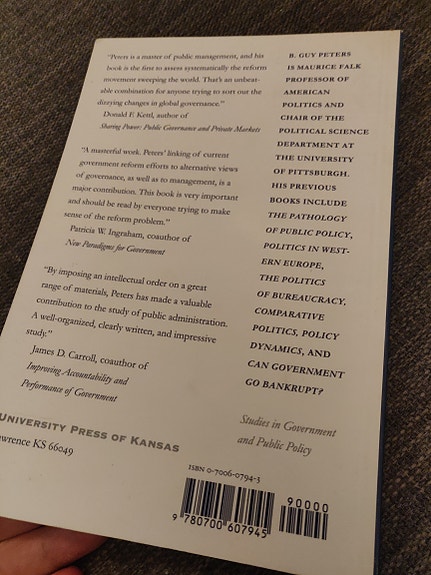 "Peters is a master of public management, and his
book is the first to assess systematically the reform
movement sweeping the world. That's an unbeat-
able combination for anyone trying to sort out the
dizzying changes in global governance."
Donald F. Kettl, author of
Sharing Power: Public Governance and Private Markets
"A masterful work. Peters' linking of current
government reform efforts to alternative views
of governance, as well as to management, is a
major contribution. This book is very important
and should be read by everyone trying to make
sense of the reform problem."
Patricia W. Ingraham, coauthor of
New Paradigms for Government
"By imposing an intellectual order on a great
range of materials, Peters has made a valuable
contribution to the study of public administration.
A well-organized, clearly written, and impressive
study."
James D. Carroll, coauthor of
Improving Accountability and
Performance of Government
UNIVERSITY PRESS OF KANSAS
awrence KS 66049
B. GUY PETERS
IS MAURICE FALK
PROFESSOR OF
AMERICAN
POLITICS AND
CHAIR OF THE
POLITICAL SCIENCE
DEPARTMENT AT
THE UNIVERSITY
OF PITTSBURGH.
HIS PREVIOUS
BOOKS INCLUDE
THE PATHOLOGY
OF PUBLIC POLICY,
POLITICS IN WEST-
ERN EUROPE,
THE POLITICS
OF BUREAUCRACY,
COMPARATIVE
POLITICS, POLICY
DYNAMICS, AND
CAN GOVERNMENT
GO BANKRUPT?
Studies in Government
and Public Policy
ISBN 0-7006-0794-5
90000
9 780700 607945